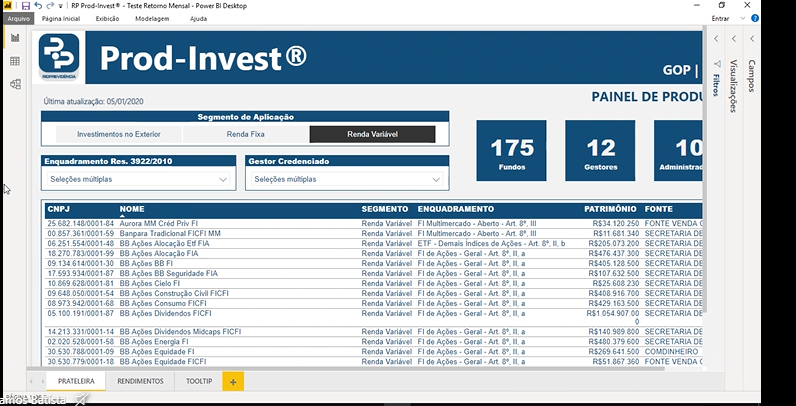 RP Prod-Invest® - Teste Retorno Mensal - Power BI Desktop
Arquivo Página Inicial Exibição Modelagem Ajuda Entrar
RIOPREVIDÊNCIA
Prod-Invest®
GOP |
Última atualização: 05/01/2020
PAINEL DE PRODU
Segmento de Aplicação
Investimentos no Exterior Renda Fixa Renda Variável
Enquadramento Res. 3922/2010 Gestor Credenciado
Seleções múltiplas Seleções múltiplas
175 12 10
Fundos Gestores Administrad
Filtros
Visualizações
Campos
CNPJ NOME SEGMENTO ENQUADRAMENTO PATRIMÔNIO FONTE
25.682.148/0001-84 Aurora MM Créd Priv FI Renda Variável FI Multimercado - Aberto - Art. 8º, III R$34.120.250 FONTE VENDA C
00.857.361/0001-59 Banpara Tradicional FICFI MM Renda Variável FI Multimercado - Aberto - Art. 8º, III R$11.681.340 SECRETARIA DE
06.251.554/0001-48 BB Ações Alocação Etf FIA Renda Variável ETF - Demais Índices de Ações - Art. 8º, II, b R$205.073.200 SECRETARIA DE
18.270.783/0001-99 BB Ações Alocação FIA Renda Variável FI de Ações - Geral - Art. 8º, II, a R$476.437.300 SECRETARIA DE
09.134.614/0001-30 BB Ações BB FI Renda Variável FI de Ações - Geral - Art. 8º, II, a R$405.128.500 SECRETARIA DE
17.593.934/0001-87 BB Ações BB Seguridade FIA Renda Variável FI de Ações - Geral - Art. 8º, II, a R$107.632.500 SECRETARIA DE
10.869.628/0001-81 BB Ações Cielo FI Renda Variável FI de Ações - Geral - Art. 8º, II, a R$25.608.230 SECRETARIA DE
09.648.050/0001-54 BB Ações Construção Civil FICFI Renda Variável FI de Ações - Geral - Art. 8º, II, a R$408.916.700 SECRETARIA DE
08.973.942/0001-68 BB Ações Consumo FICFI Renda Variável FI de Ações - Geral - Art. 8º, II, a R$429.163.500 SECRETARIA DE
05.100.191/0001-87 BB Ações Dividendos FICFI Renda Variável FI de Ações - Geral - Art. 8º, II, a R$1.054.907.00 SECRETARIA DE
0
14.213.331/0001-14 BB Ações Dividendos Midcaps FICFI Renda Variável FI de Ações - Geral - Art. 8º, II, a R$140.989.800 SECRETARIA DE
02.020.528/0001-58 BB Ações Energia FI Renda Variável FI de Ações - Geral - Art. 8º, II, a R$480.379.600 SECRETARIA DE
30.530.788/0001-09 BB Ações Equidade FI Renda Variável FI de Ações - Geral - Art. 8º, II, a R$269.641.500 COMDINHEIRO
30.530.779/0001-18 BB Ações Equidade FICFI Renda Variável FI de Ações - Geral - Art. 8º, II, a R$51.867.360 FONTE VENDA C
PRATELEIRA RENDIMENTOS TOOLTIP +
amos Batista